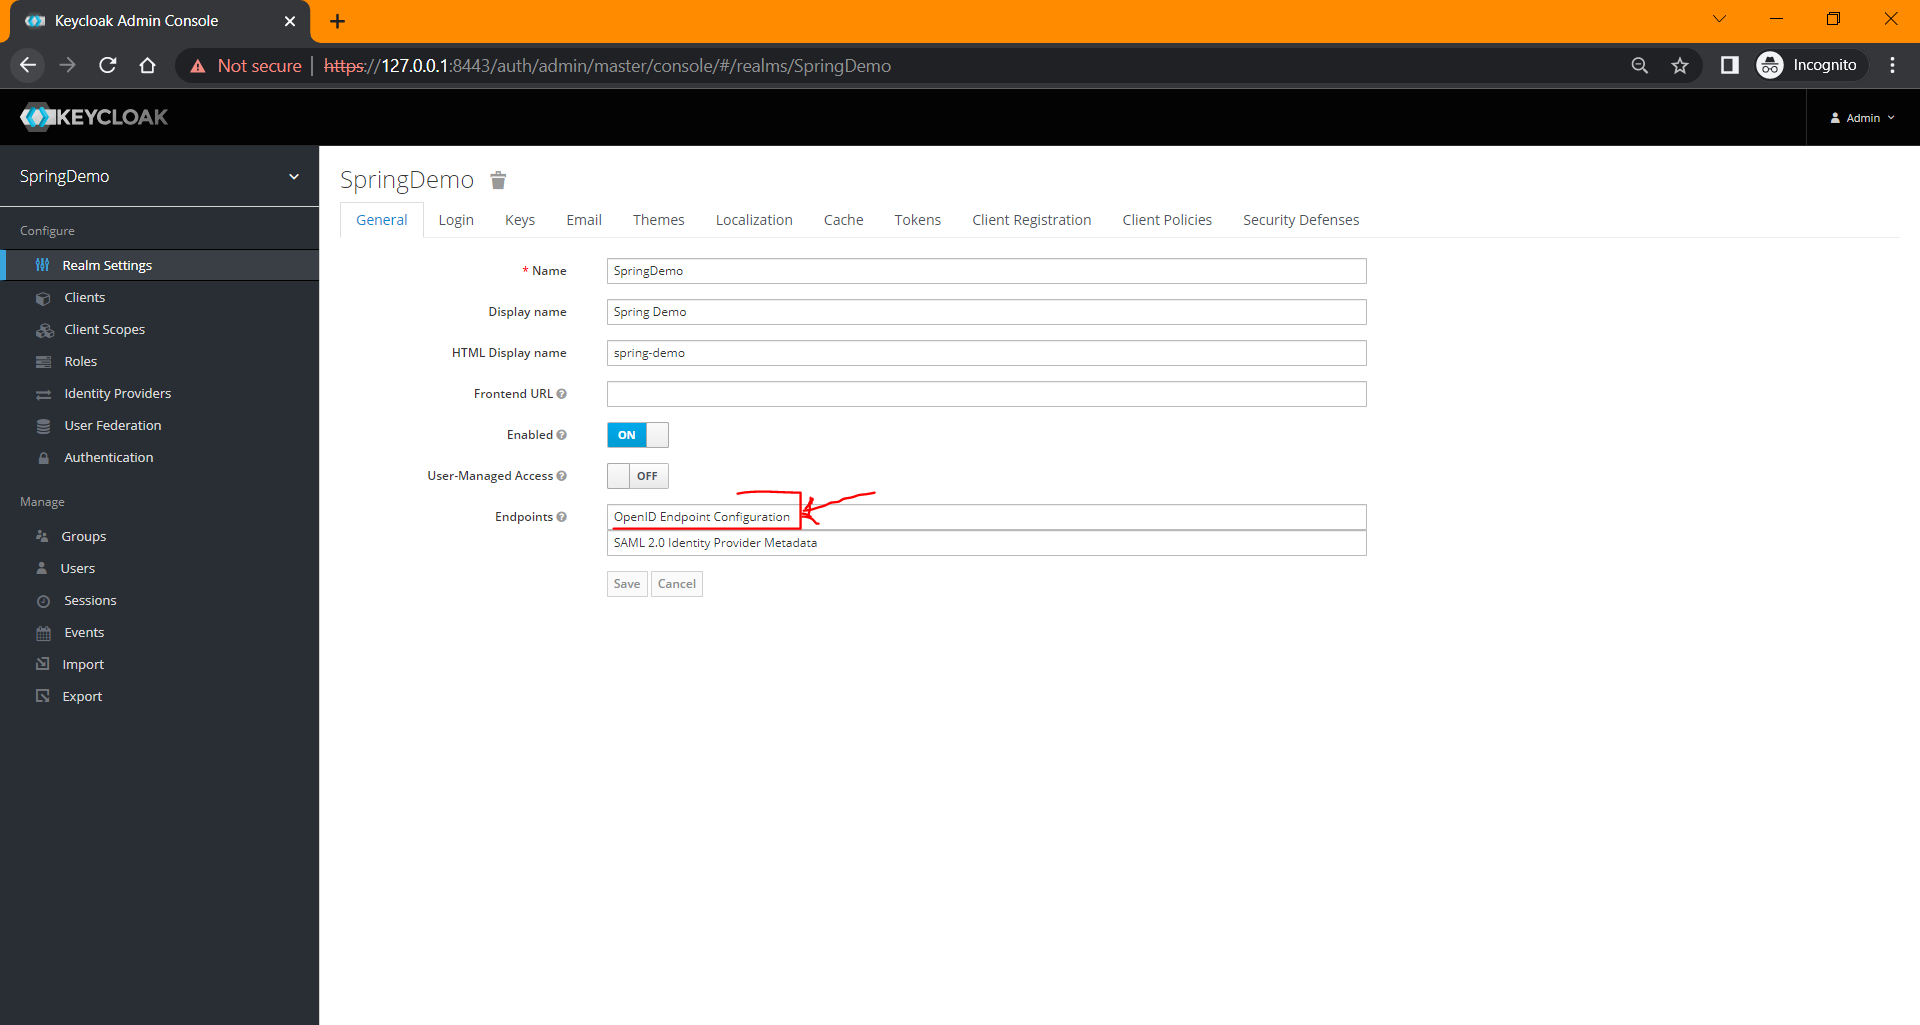 Keycloak Admin Console
Not secure https://127.0.0.1:8443/auth/admin/master/console/#/realms/SpringDemo Incognito
KEYCLOAK Admin
SpringDemo
Configure
Realm Settings
Clients
Client Scopes
Roles
Identity Providers
User Federation
Authentication
Manage
Groups
Users
Sessions
Events
Import
Export
SpringDemo
General Login Keys Email Themes Localization Cache Tokens Client Registration Client Policies Security Defenses
* Name SpringDemo
Display name Spring Demo
HTML Display name spring-demo
Frontend URL
Enabled ON
User-Managed Access OFF
Endpoints OpenID Endpoint Configuration
SAML 2.0 Identity Provider Metadata
Save Cancel